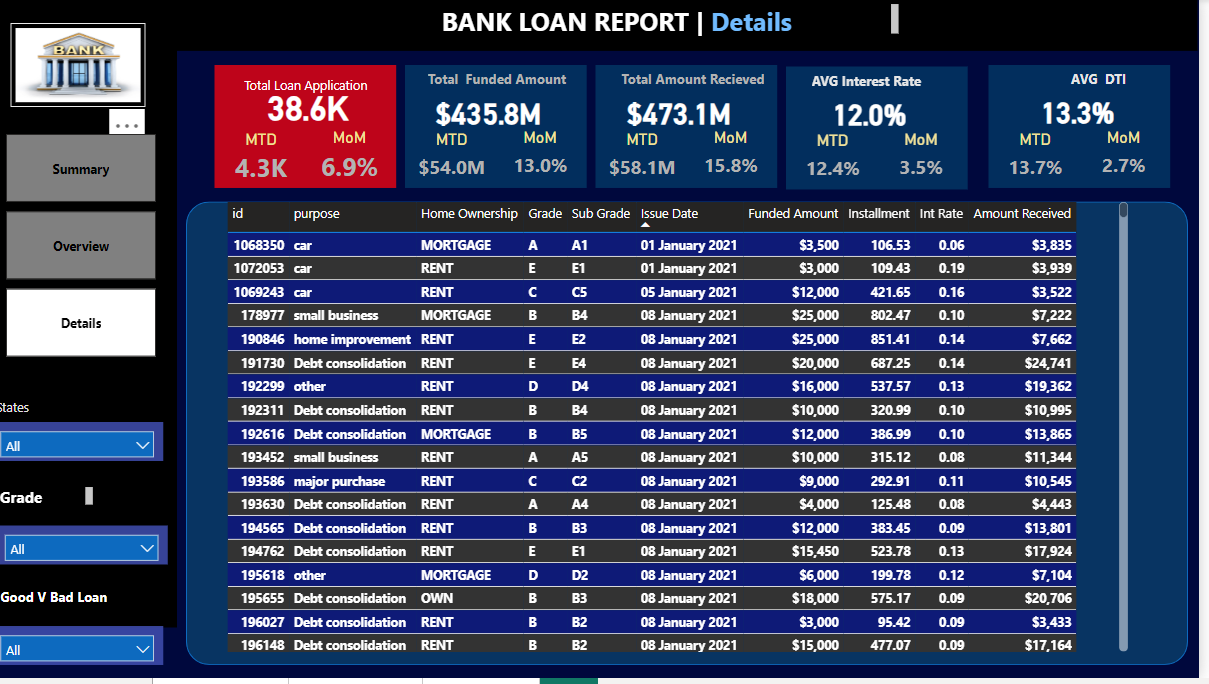 BANK LOAN REPORT | Details
BANK
...
Summary
Overview
Details
States
All
Grade
All
Good V Bad Loan
All
Total Loan Application
38.6K
MTD MoM
4.3K 6.9%
Total Funded Amount
$435.8M
MTD MoM
$54.0M 13.0%
Total Amount Recieved
$473.1M
MTD MoM
$58.1M 15.8%
AVG Interest Rate
12.0%
MTD MoM
12.4% 3.5%
AVG DTI
13.3%
MTD MoM
13.7% 2.7%
id purpose Home Ownership Grade Sub Grade Issue Date Funded Amount Installment Int Rate Amount Received
1068350 car MORTGAGE A A1 01 January 2021 $3,500 106.53 0.06 $3,835
1072053 car RENT E E1 01 January 2021 $3,000 109.43 0.19 $3,939
1069243 car RENT C C5 05 January 2021 $12,000 421.65 0.16 $3,522
178977 small business MORTGAGE B B4 08 January 2021 $25,000 802.47 0.10 $7,222
190846 home improvement RENT E E2 08 January 2021 $25,000 851.41 0.14 $7,662
191730 Debt consolidation RENT E E4 08 January 2021 $20,000 687.25 0.14 $24,741
192299 other RENT D D4 08 January 2021 $16,000 537.57 0.13 $19,362
192311 Debt consolidation RENT B B4 08 January 2021 $10,000 320.99 0.10 $10,995
192616 Debt consolidation MORTGAGE B B5 08 January 2021 $12,000 386.99 0.10 $13,865
193452 small business RENT A A5 08 January 2021 $10,000 315.12 0.08 $11,344
193586 major purchase RENT C C2 08 January 2021 $9,000 292.91 0.11 $10,545
193630 Debt consolidation RENT A A4 08 January 2021 $4,000 125.48 0.08 $4,443
194565 Debt consolidation RENT B B3 08 January 2021 $12,000 383.45 0.09 $13,801
194762 Debt consolidation RENT E E1 08 January 2021 $15,450 523.78 0.13 $17,924
195618 other MORTGAGE D D2 08 January 2021 $6,000 199.78 0.12 $7,104
195655 Debt consolidation OWN B B3 08 January 2021 $18,000 575.17 0.09 $20,706
196027 Debt consolidation RENT B B2 08 January 2021 $3,000 95.42 0.09 $3,433
196148 Debt consolidation RENT B B2 08 January 2021 $15,000 477.07 0.09 $17,164